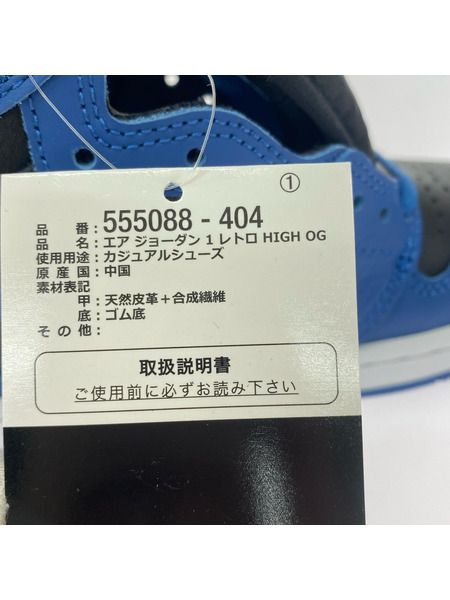 ①
品番：555088 - 404
品名：エア ジョーダン 1 レトロ HIGH OG
使用用途：カジュアルシューズ
原産国：中国
素材表記
甲：天然皮革＋合成繊維
底：ゴム底
その他：
取扱説明書
ご使用前に必ずお読み下さい